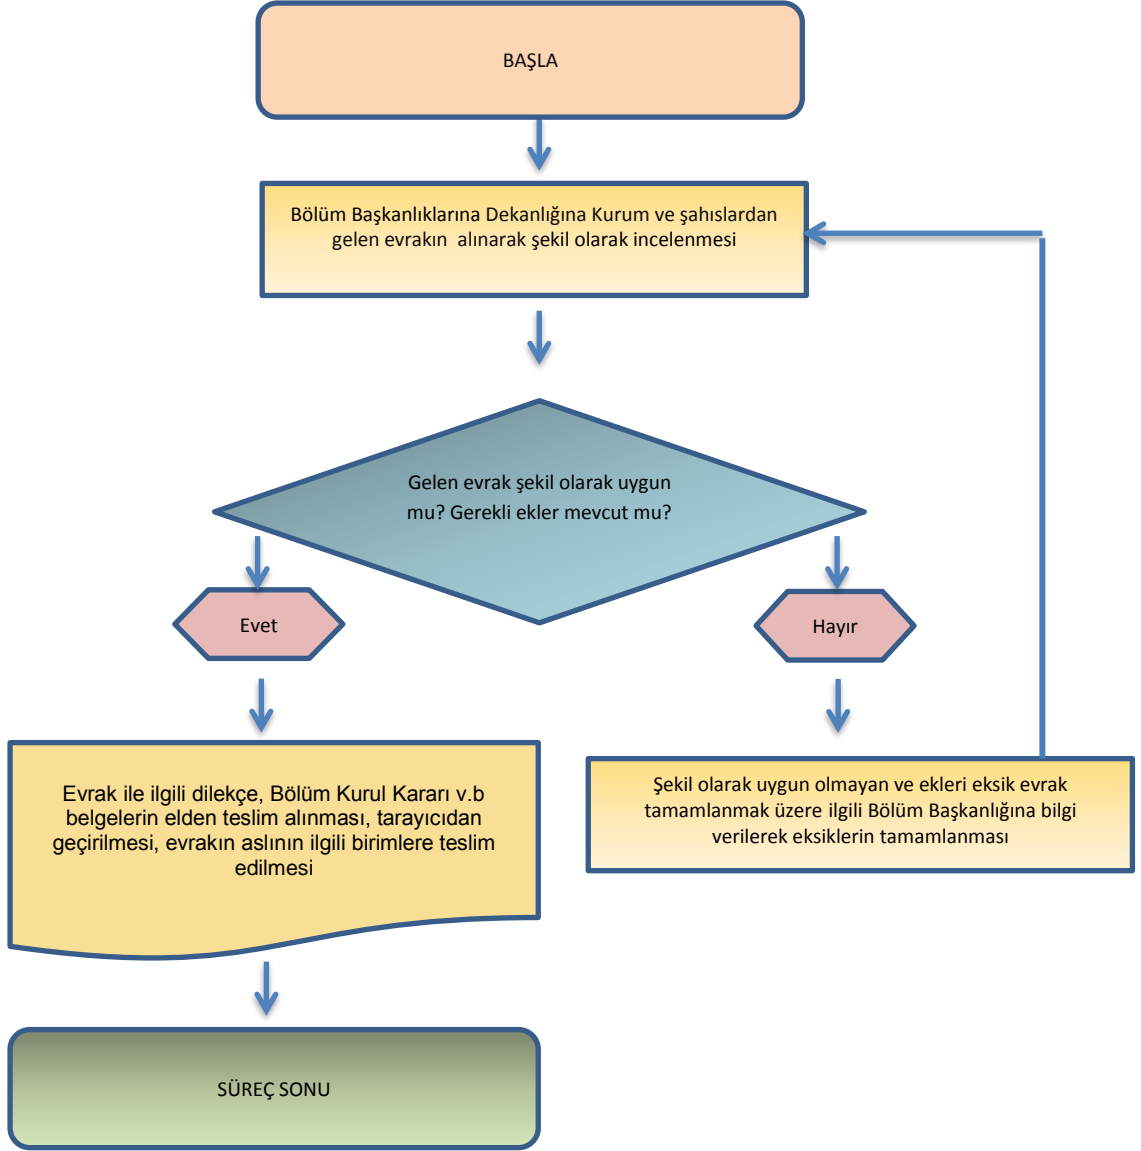 BAŞLA
Bölüm Başkanlıklarına Dekanlığına Kurum ve şahıslardan
gelen evrakın alınarak şekil olarak incelenmesi
Gelen evrak şekil olarak uygun
mu? Gerekli ekler mevcut mu?
Evet
Hayır
Evrak ile ilgili dilekçe, Bölüm Kurul Kararı v.b
belgelerin elden teslim alınması, tarayıcıdan
geçirilmesi, evrakın aslının ilgili birimlere teslim
edilmesi
Şekil olarak uygun olmayan ve ekleri eksik evrak
tamamlanmak üzere ilgili Bölüm Başkanlığına bilgi
verilerek eksiklerin tamamlanması
SÜREÇ SONU